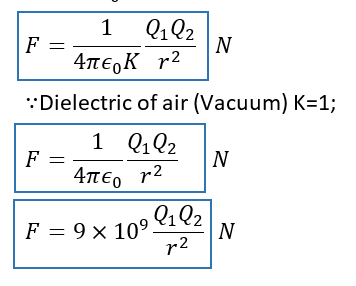 F = 1/(4πϵ₀K) Q₁Q₂/r² N
∵Dielectric of air (Vacuum) K=1;
F = 1/(4πϵ₀) Q₁Q₂/r² N
F = 9 × 10⁹ Q₁Q₂/r² N